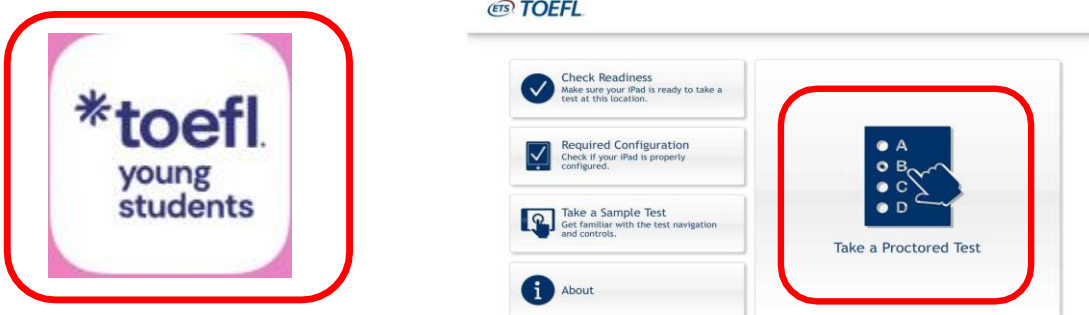 *toefl.
young
students
ETS TOEFL
Check Readiness
Make sure your iPad is ready to take a
test at this location.
Required Configuration
Check if your iPad is properly
configured.
Take a Sample Test
Get familiar with the test navigation
and controls.
About
A
B
C
D
Take a Proctored Test